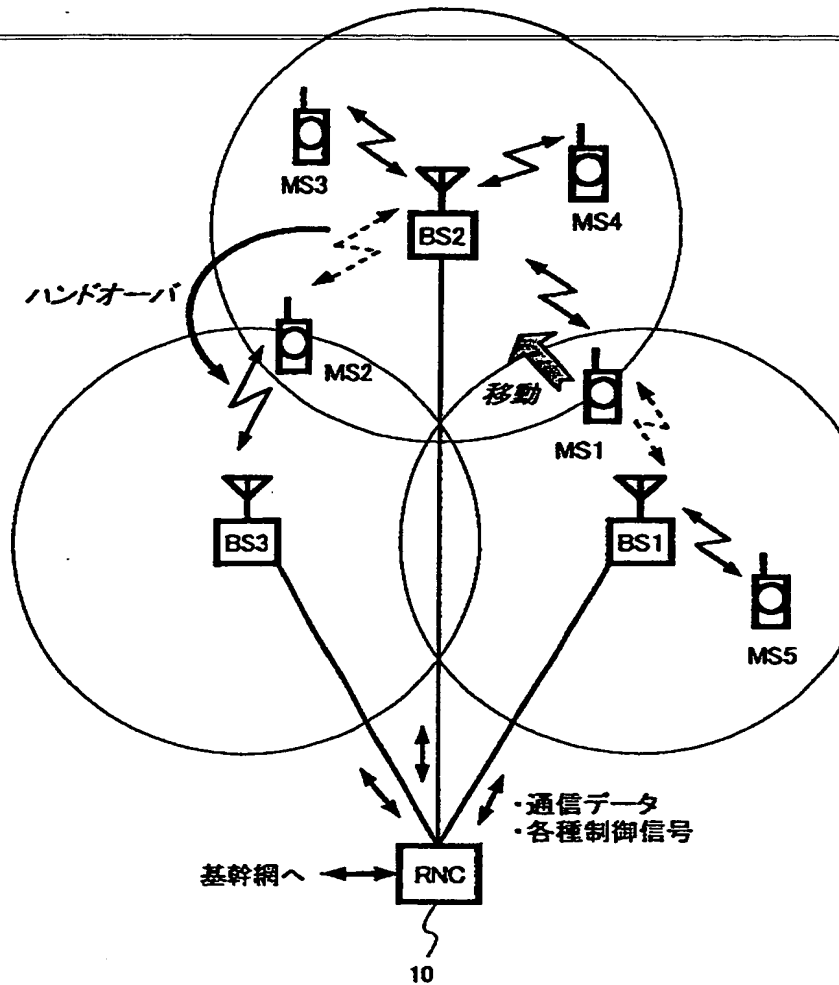 MS3
MS4
BS2
ハンドオーバ
MS2
移動
MS1
BS3
BS1
MS5
・通信データ
・各種制御信号
基幹網へ
RNC
10